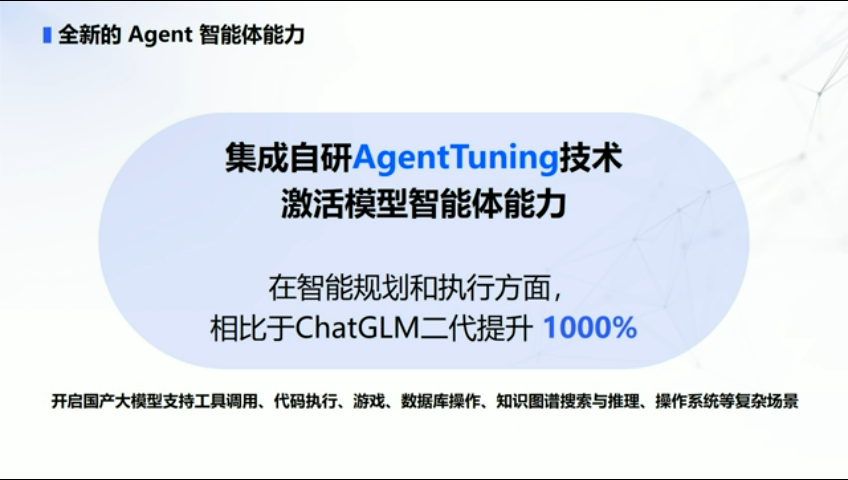 全新的 Agent 智能体能力
集成自研AgentTuning技术
激活模型智能体能力
在智能规划和执行方面，
相比于ChatGLM二代提升 1000%
开启国产大模型支持工具调用、代码执行、游戏、数据库操作、知识图谱搜索与推理、操作系统等复杂场景